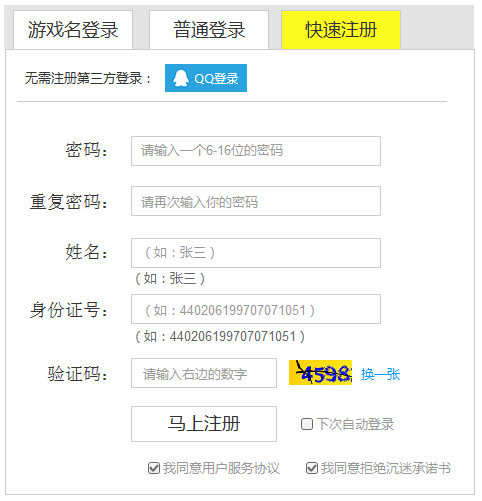 游戏名登录 普通登录 快速注册
无需注册第三方登录： QQ登录
密码： 请输入一个6-16位的密码
重复密码： 请再次输入你的密码
姓名： （如：张三）
（如：张三）
身份证号： （如：440206199707071051）
（如：440206199707071051）
验证码： 请输入右边的数字 4598 换一张
马上注册 下次自动登录
我同意用户服务协议 我同意拒绝沉迷承诺书